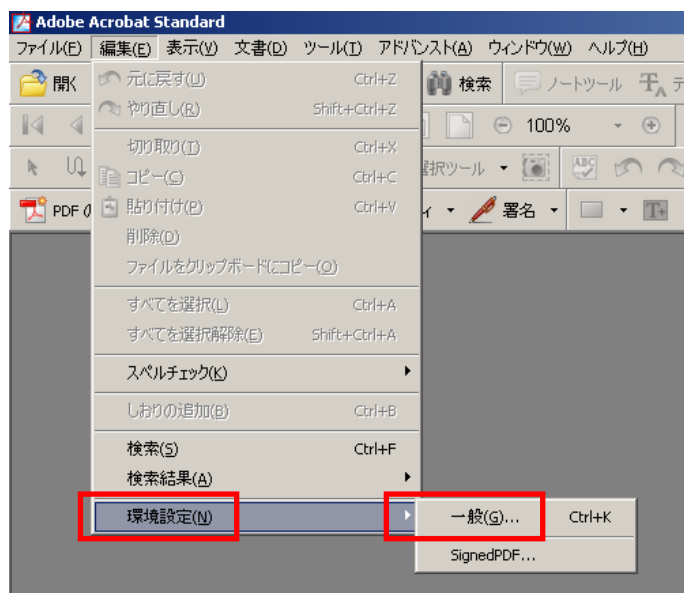 Adobe Acrobat Standard
ファイル(F) 編集(E) 表示(V) 文書(D) ツール(T) アドバンスト(A) ウィンドウ(W) ヘルプ(H)
開く 検索 ノートツール テ
100%
選択ツール
PDF の 署名
元に戻す(U) Ctrl+Z
やり直し(R) Shift+Ctrl+Z
切り取り(T) Ctrl+X
コピー(C) Ctrl+C
貼り付け(P) Ctrl+V
削除(D)
ファイルをクリップボードにコピー(O)
すべてを選択(L) Ctrl+A
すべてを選択解除(E) Shift+Ctrl+A
スペルチェック(K)
しおりの追加(B) Ctrl+B
検索(S) Ctrl+F
検索結果(A)
環境設定(N)
一般(G)... Ctrl+K
SignedPDF...